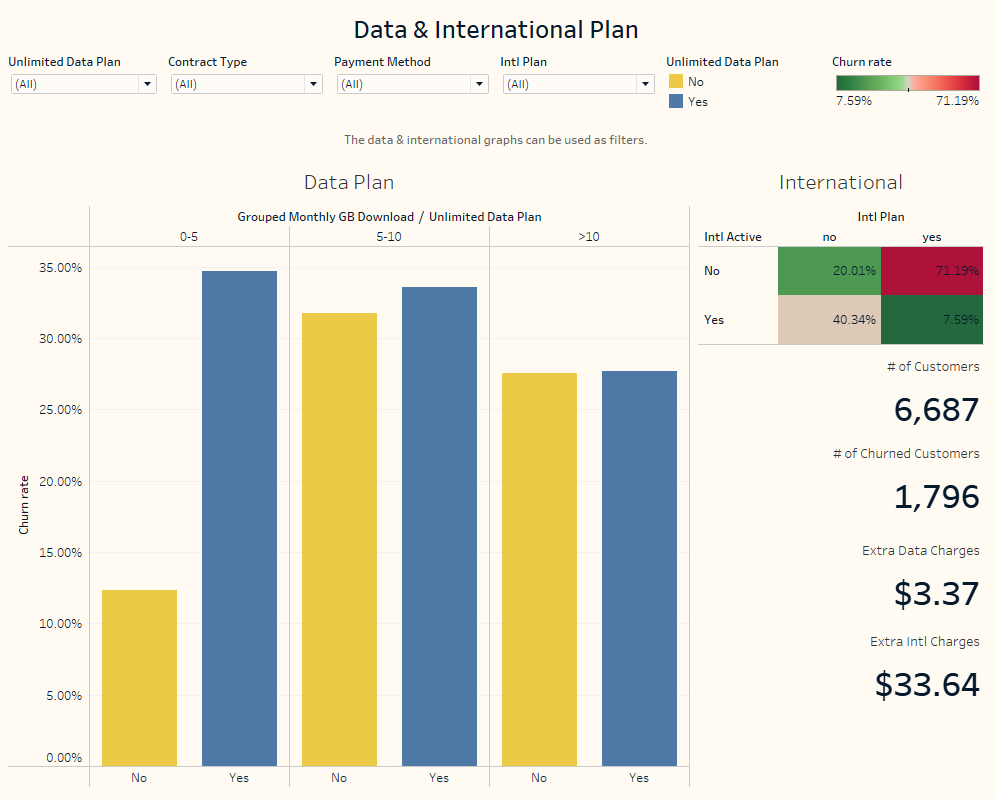 Data & International Plan
Unlimited Data Plan
(All)
Contract Type
(All)
Payment Method
(All)
Intl Plan
(All)
Unlimited Data Plan
No
Yes
Churn rate
7.59% 71.19%
The data & international graphs can be used as filters.
Data Plan
Grouped Monthly GB Download / Unlimited Data Plan
0-5 5-10 >10
Churn rate
35.00%
30.00%
25.00%
20.00%
15.00%
10.00%
5.00%
0.00%
No Yes No Yes No Yes
International
Intl Plan
Intl Active no yes
No 20.01% 71.19%
Yes 40.34% 7.59%
# of Customers
6,687
# of Churned Customers
1,796
Extra Data Charges
$3.37
Extra Intl Charges
$33.64